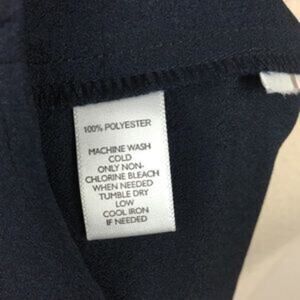 100% POLYESTER
MACHINE WASH
COLD
ONLY NON-
CHLORINE BLEACH
WHEN NEEDED
TUMBLE DRY
LOW
COOL IRON
IF NEEDED